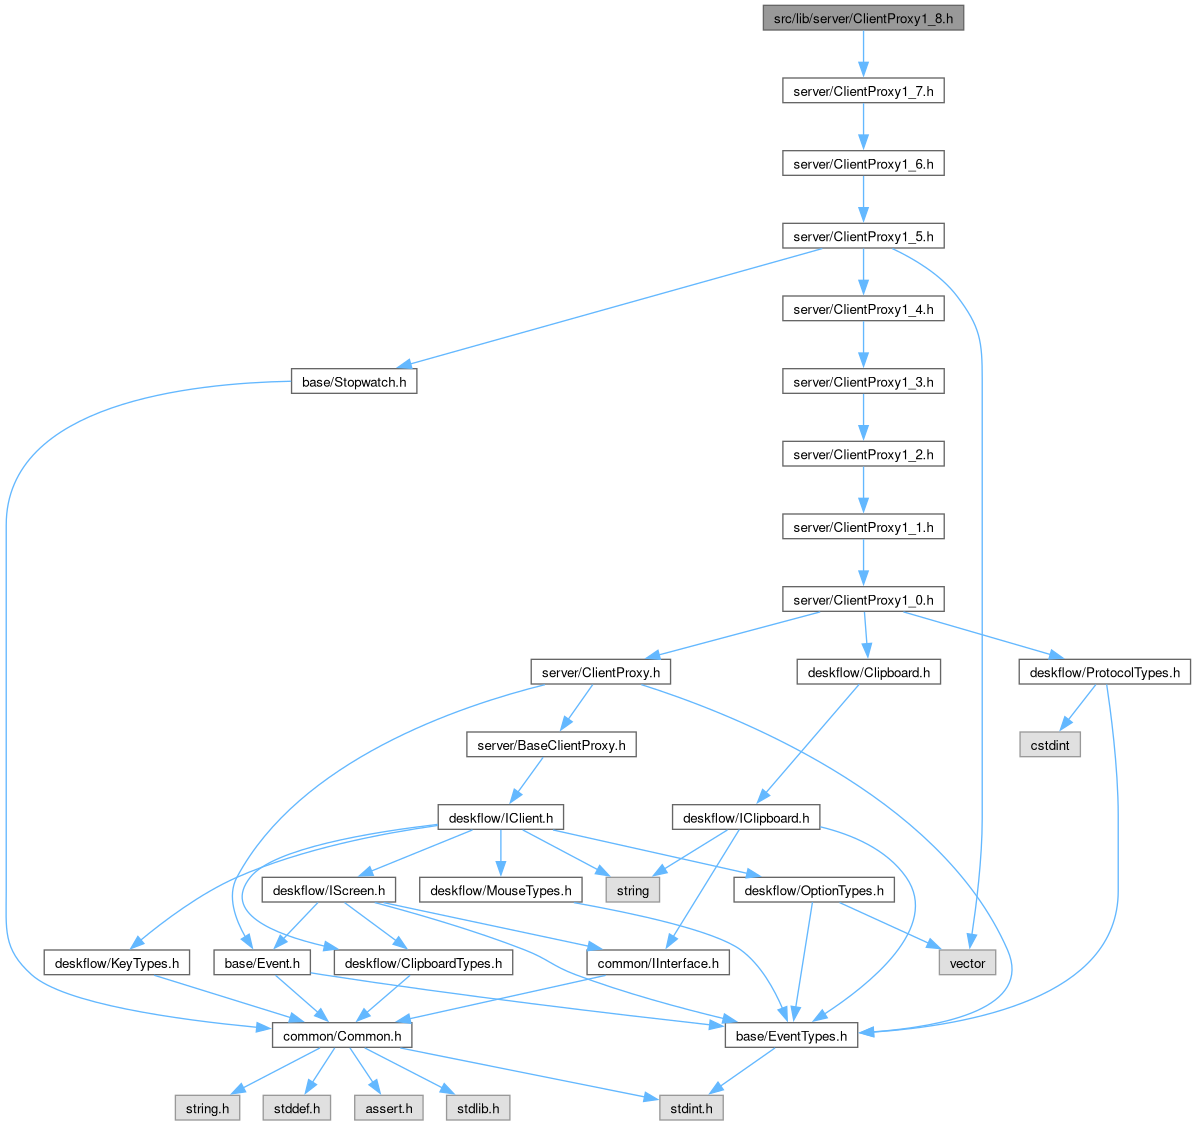 src/lib/server/ClientProxy1_8.h
server/ClientProxy1_7.h
server/ClientProxy1_6.h
server/ClientProxy1_5.h
server/ClientProxy1_4.h
base/Stopwatch.h
server/ClientProxy1_3.h
server/ClientProxy1_2.h
server/ClientProxy1_1.h
server/ClientProxy1_0.h
server/ClientProxy.h
deskflow/Clipboard.h
deskflow/ProtocolTypes.h
server/BaseClientProxy.h
cstdint
deskflow/IClient.h
deskflow/IClipboard.h
deskflow/IScreen.h
deskflow/MouseTypes.h
string
deskflow/OptionTypes.h
deskflow/KeyTypes.h
base/Event.h
deskflow/ClipboardTypes.h
common/IInterface.h
vector
common/Common.h
base/EventTypes.h
string.h
stddef.h
assert.h
stdlib.h
stdint.h